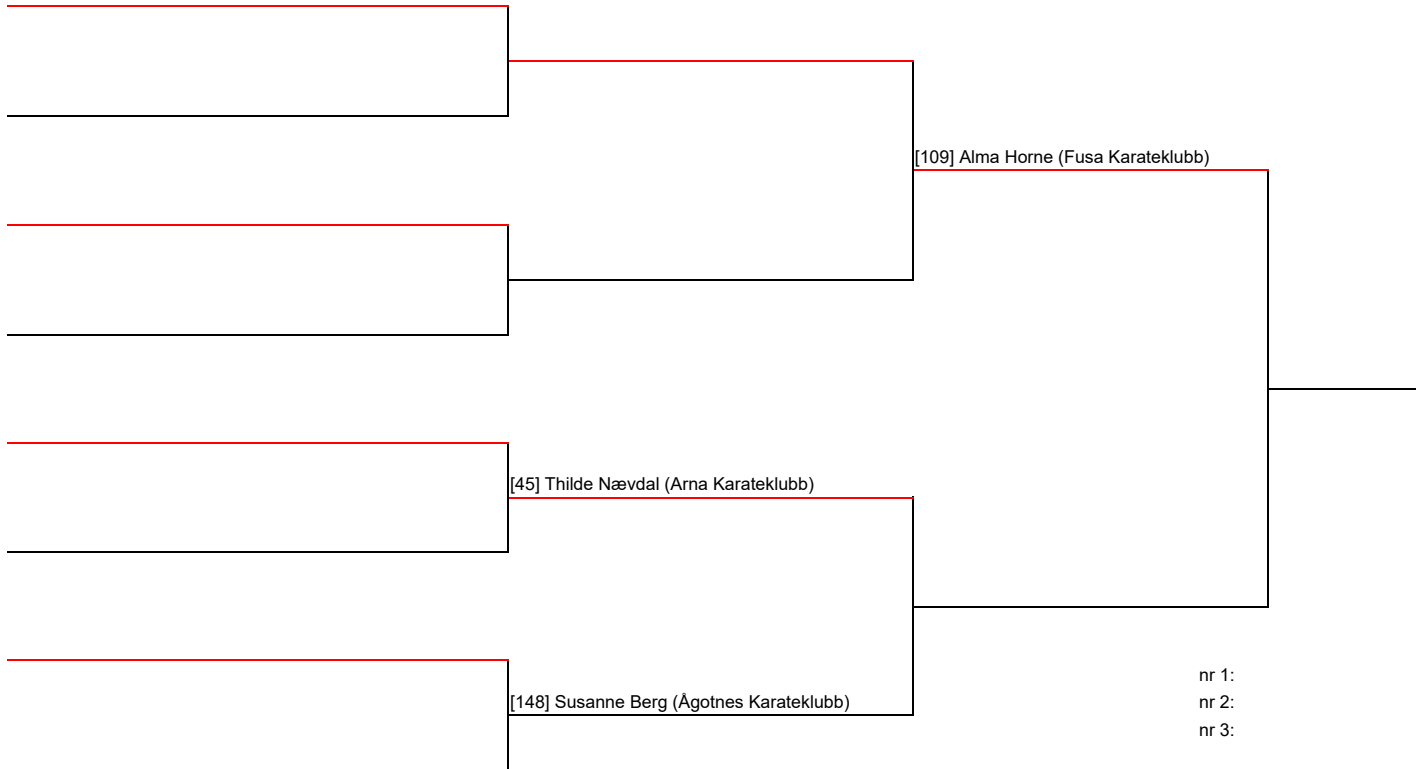 [109] Alma Horne (Fusa Karateklubb)
[45] Thilde Nævdal (Arna Karateklubb)
[148] Susanne Berg (Ågotnes Karateklubb)
nr 1:
nr 2:
nr 3: